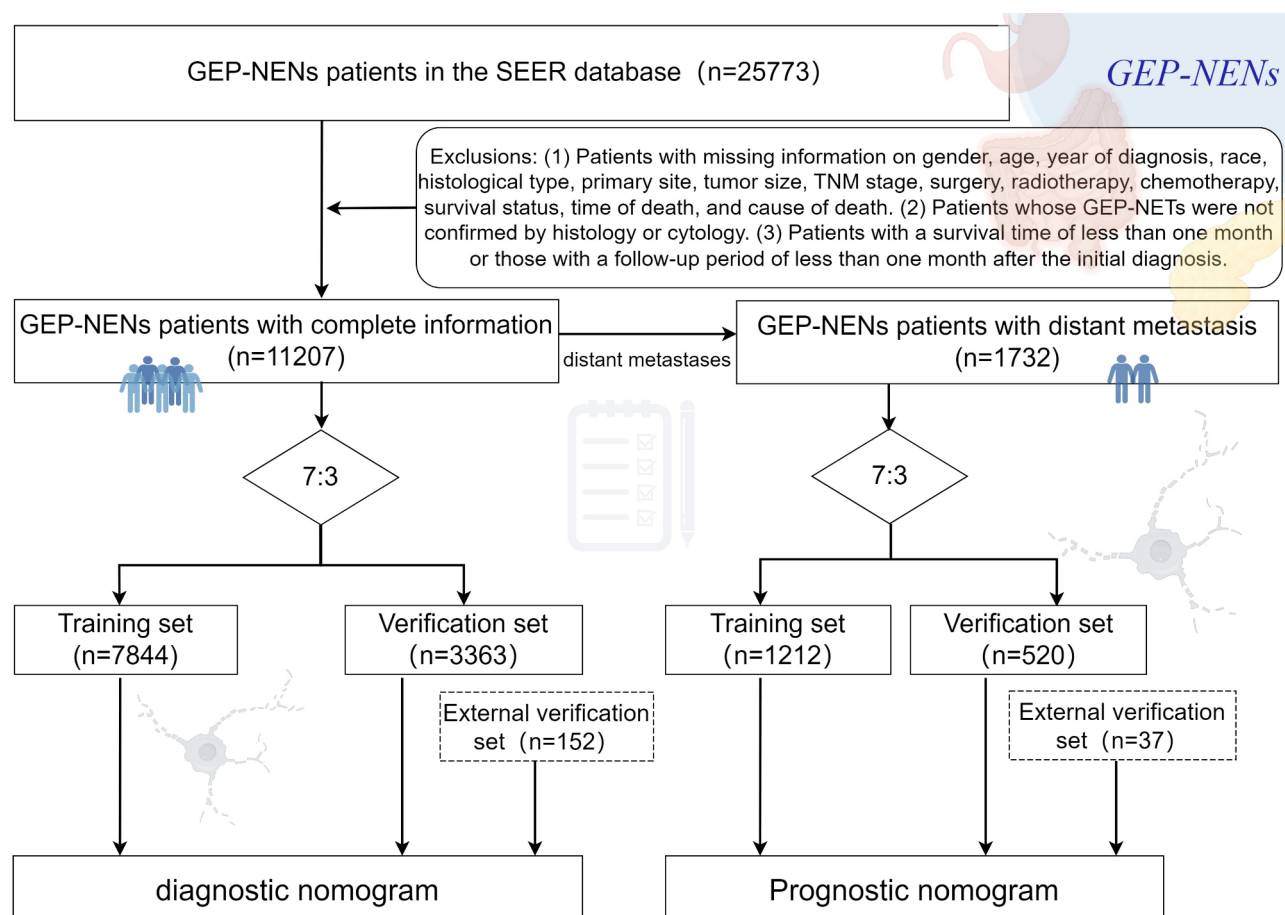 GEP-NENs patients in the SEER database (n=25773)
GEP-NENs
Exclusions: (1) Patients with missing information on gender, age, year of diagnosis, race,
histological type, primary site, tumor size, TNM stage, surgery, radiotherapy, chemotherapy,
survival status, time of death, and cause of death. (2) Patients whose GEP-NETs were not
confirmed by histology or cytology. (3) Patients with a survival time of less than one month
or those with a follow-up period of less than one month after the initial diagnosis.
GEP-NENs patients with complete information
(n=11207)
distant metastases
GEP-NENs patients with distant metastasis
(n=1732)
7:3
7:3
Training set
(n=7844)
Verification set
(n=3363)
Training set
(n=1212)
Verification set
(n=520)
External verification
set (n=152)
External verification
set (n=37)
diagnostic nomogram
Prognostic nomogram